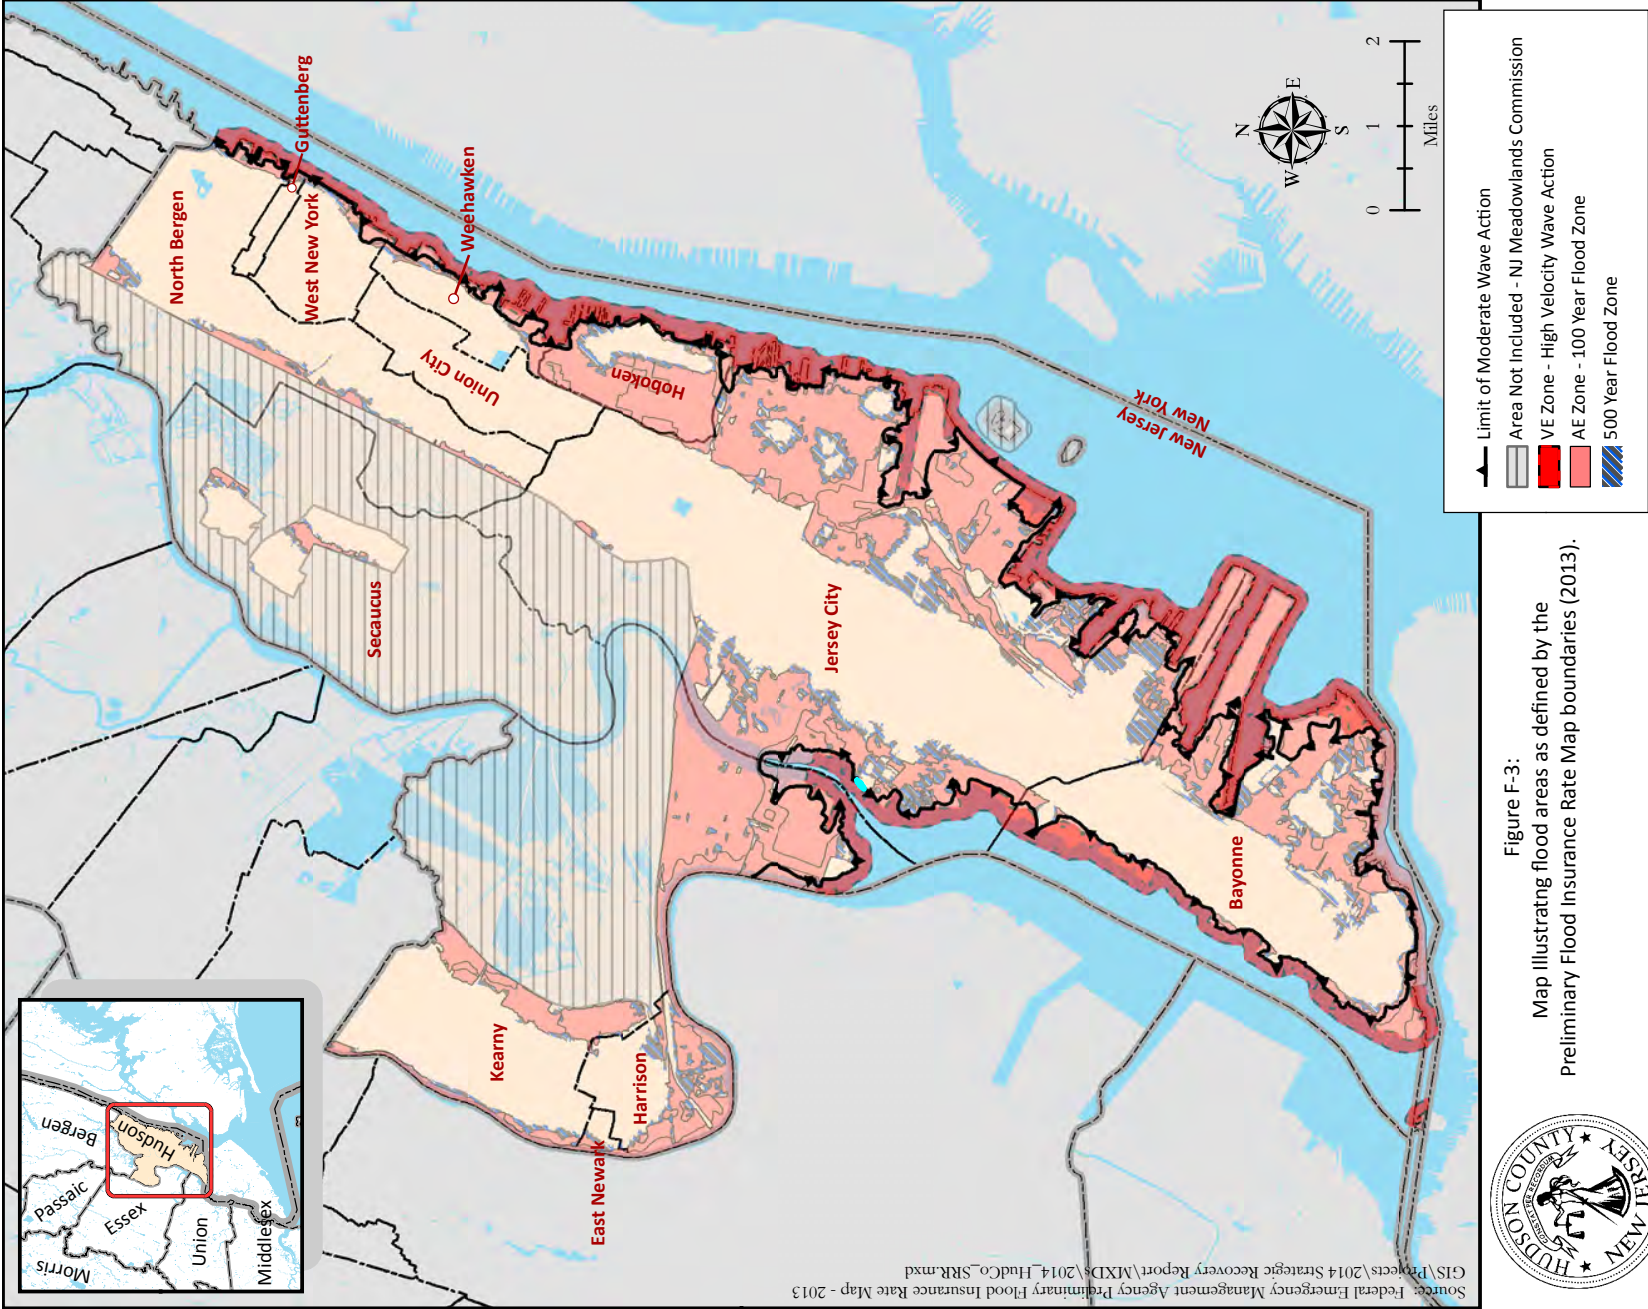 Guttenberg
North Bergen
West New York
Weehawken
Union City
Hoboken
Secaucus
Jersey City
Bayonne
Kearny
Harrison
East Newark
New York
New Jersey
N
E
S
W
0 1 2
Miles
Limit of Moderate Wave Action
Area Not Included - NJ Meadowlands Commission
VE Zone - High Velocity Wave Action
AE Zone - 100 Year Flood Zone
500 Year Flood Zone
Figure F-3:
Map Illustrating flood areas as defined by the
Preliminary Flood Insurance Rate Map boundaries (2013).
Bergen
Hudson
Passaic
Essex
Union
Morris
Middlesex
Source: Federal Emergency Management Agency Preliminary Flood Insurance Rate Map - 2013
GIS\Projects\2014 Strategic Recovery Report\MXDs\2014_HudCo_SRR.mxd
HUDSON COUNTY
NEW JERSEY